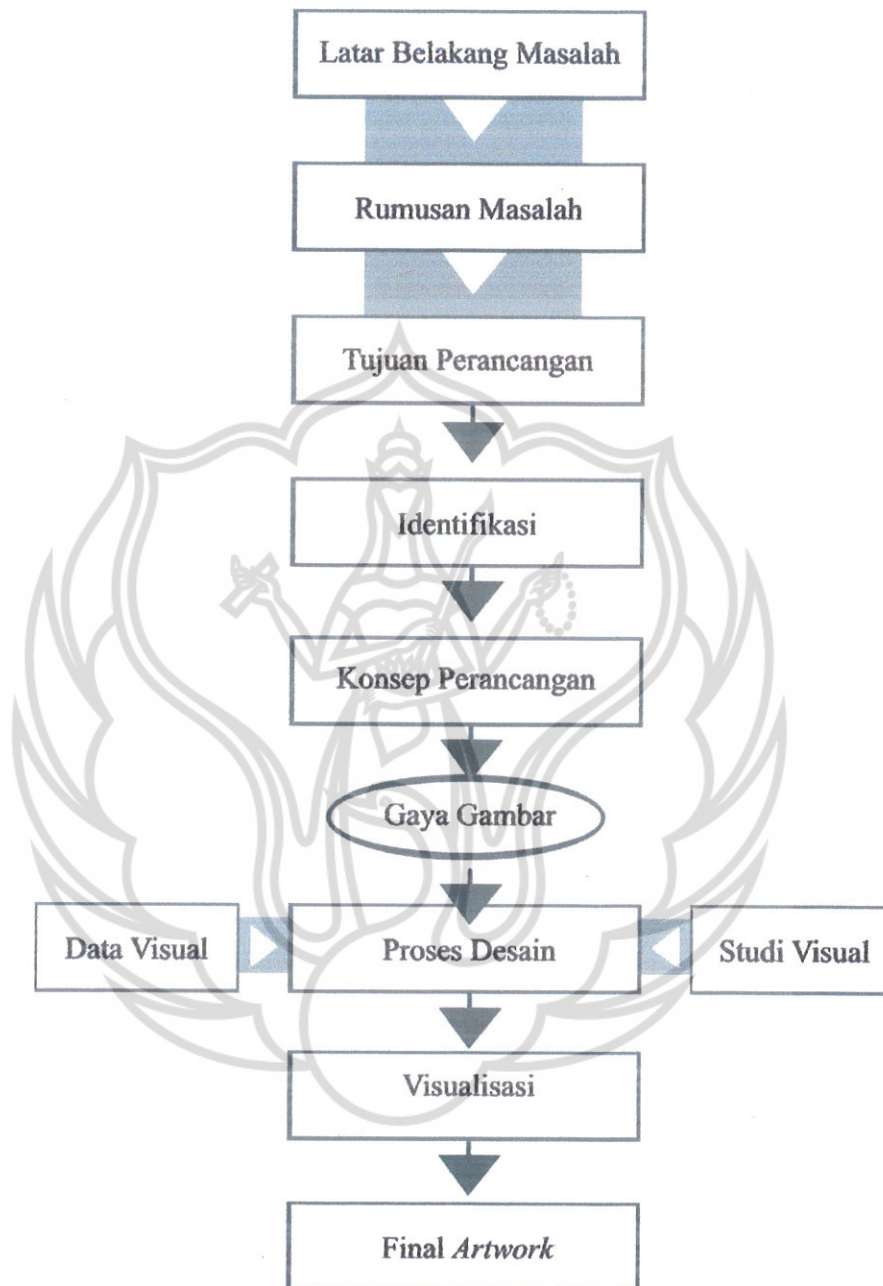 Latar Belakang Masalah
Rumusan Masalah
Tujuan Perancangan
Identifikasi
Konsep Perancangan
Gaya Gambar
Data Visual
Proses Desain
Studi Visual
Visualisasi
Final Artwork